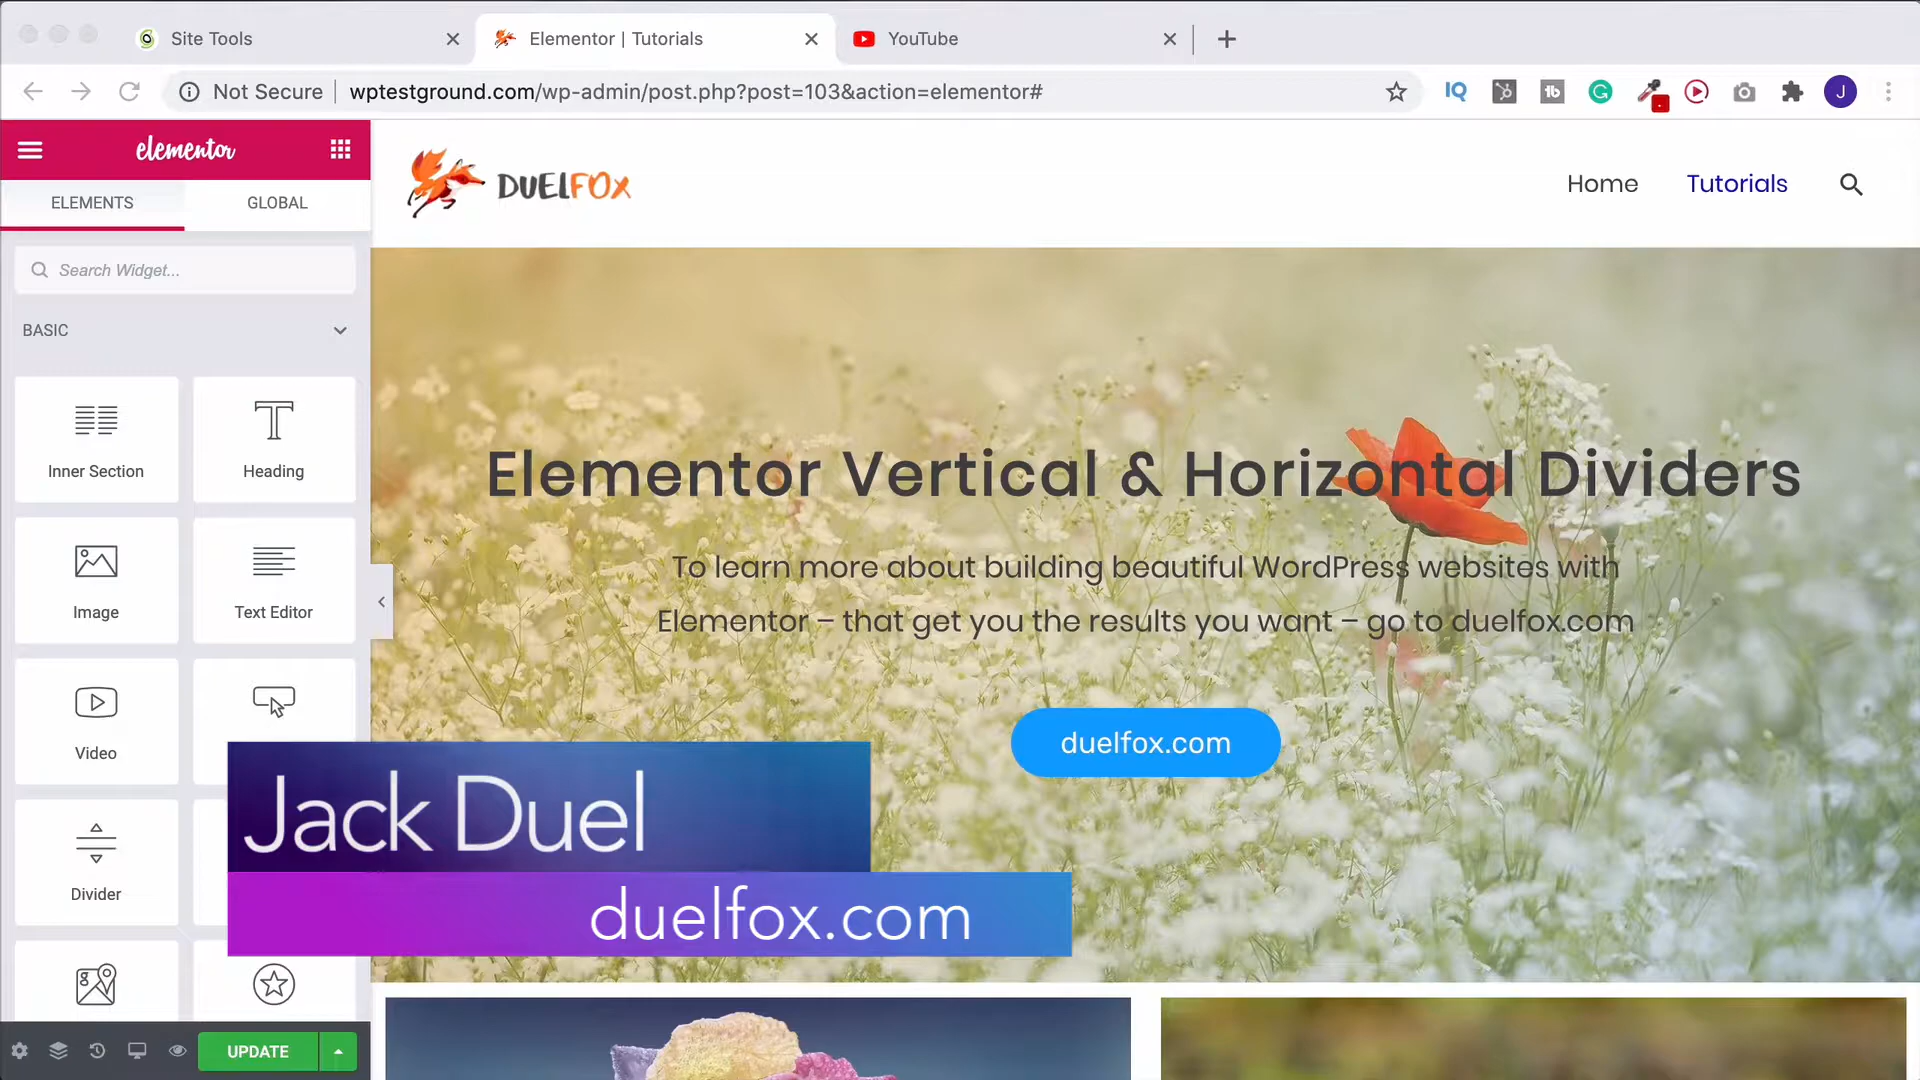 Site Tools
Elementor | Tutorials
YouTube
Not Secure
wptestground.com/wp-admin/post.php?post=103&action=elementor#
IQ
J
elementor
ELEMENTS
GLOBAL
Search Widget...
BASIC
Inner Section
Heading
Image
Text Editor
Video
Divider
UPDATE
DUELFOX
Home
Tutorials
Elementor Vertical & Horizontal Dividers
To learn more about building beautiful WordPress websites with
Elementor – that get you the results you want – go to duelfox.com
duelfox.com
Jack Duel
duelfox.com